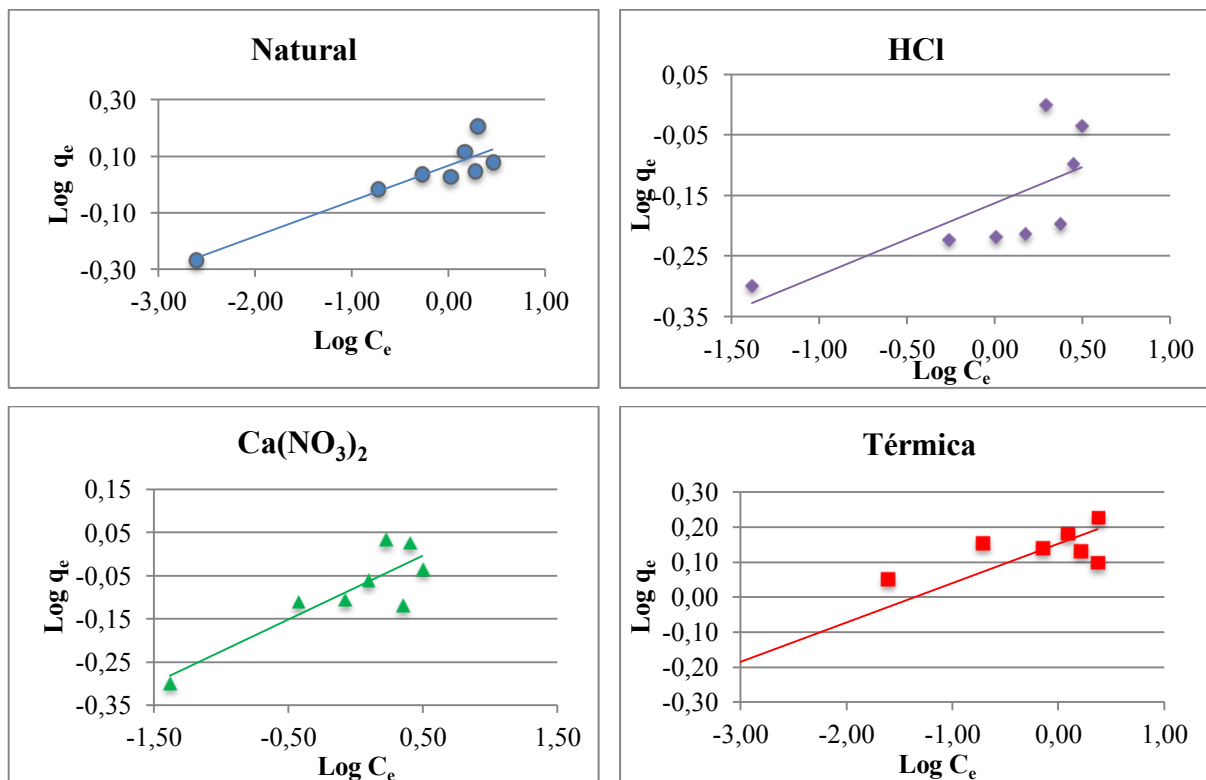 Natural
0,30
0,10
-0,10
-0,30
-3,00 -2,00 -1,00 0,00 1,00
Log qe
Log Ce
HCl
0,05
-0,05
-0,15
-0,25
-0,35
-1,50 -1,00 -0,50 0,00 0,50 1,00
Log qe
Log Ce
Ca(NO3)2
0,15
0,05
-0,05
-0,15
-0,25
-0,35
-1,50 -0,50 0,50 1,50
Log qe
Log Ce
Térmica
0,30
0,20
0,10
0,00
-0,10
-0,20
-0,30
-3,00 -2,00 -1,00 0,00 1,00
Log qe
Log Ce